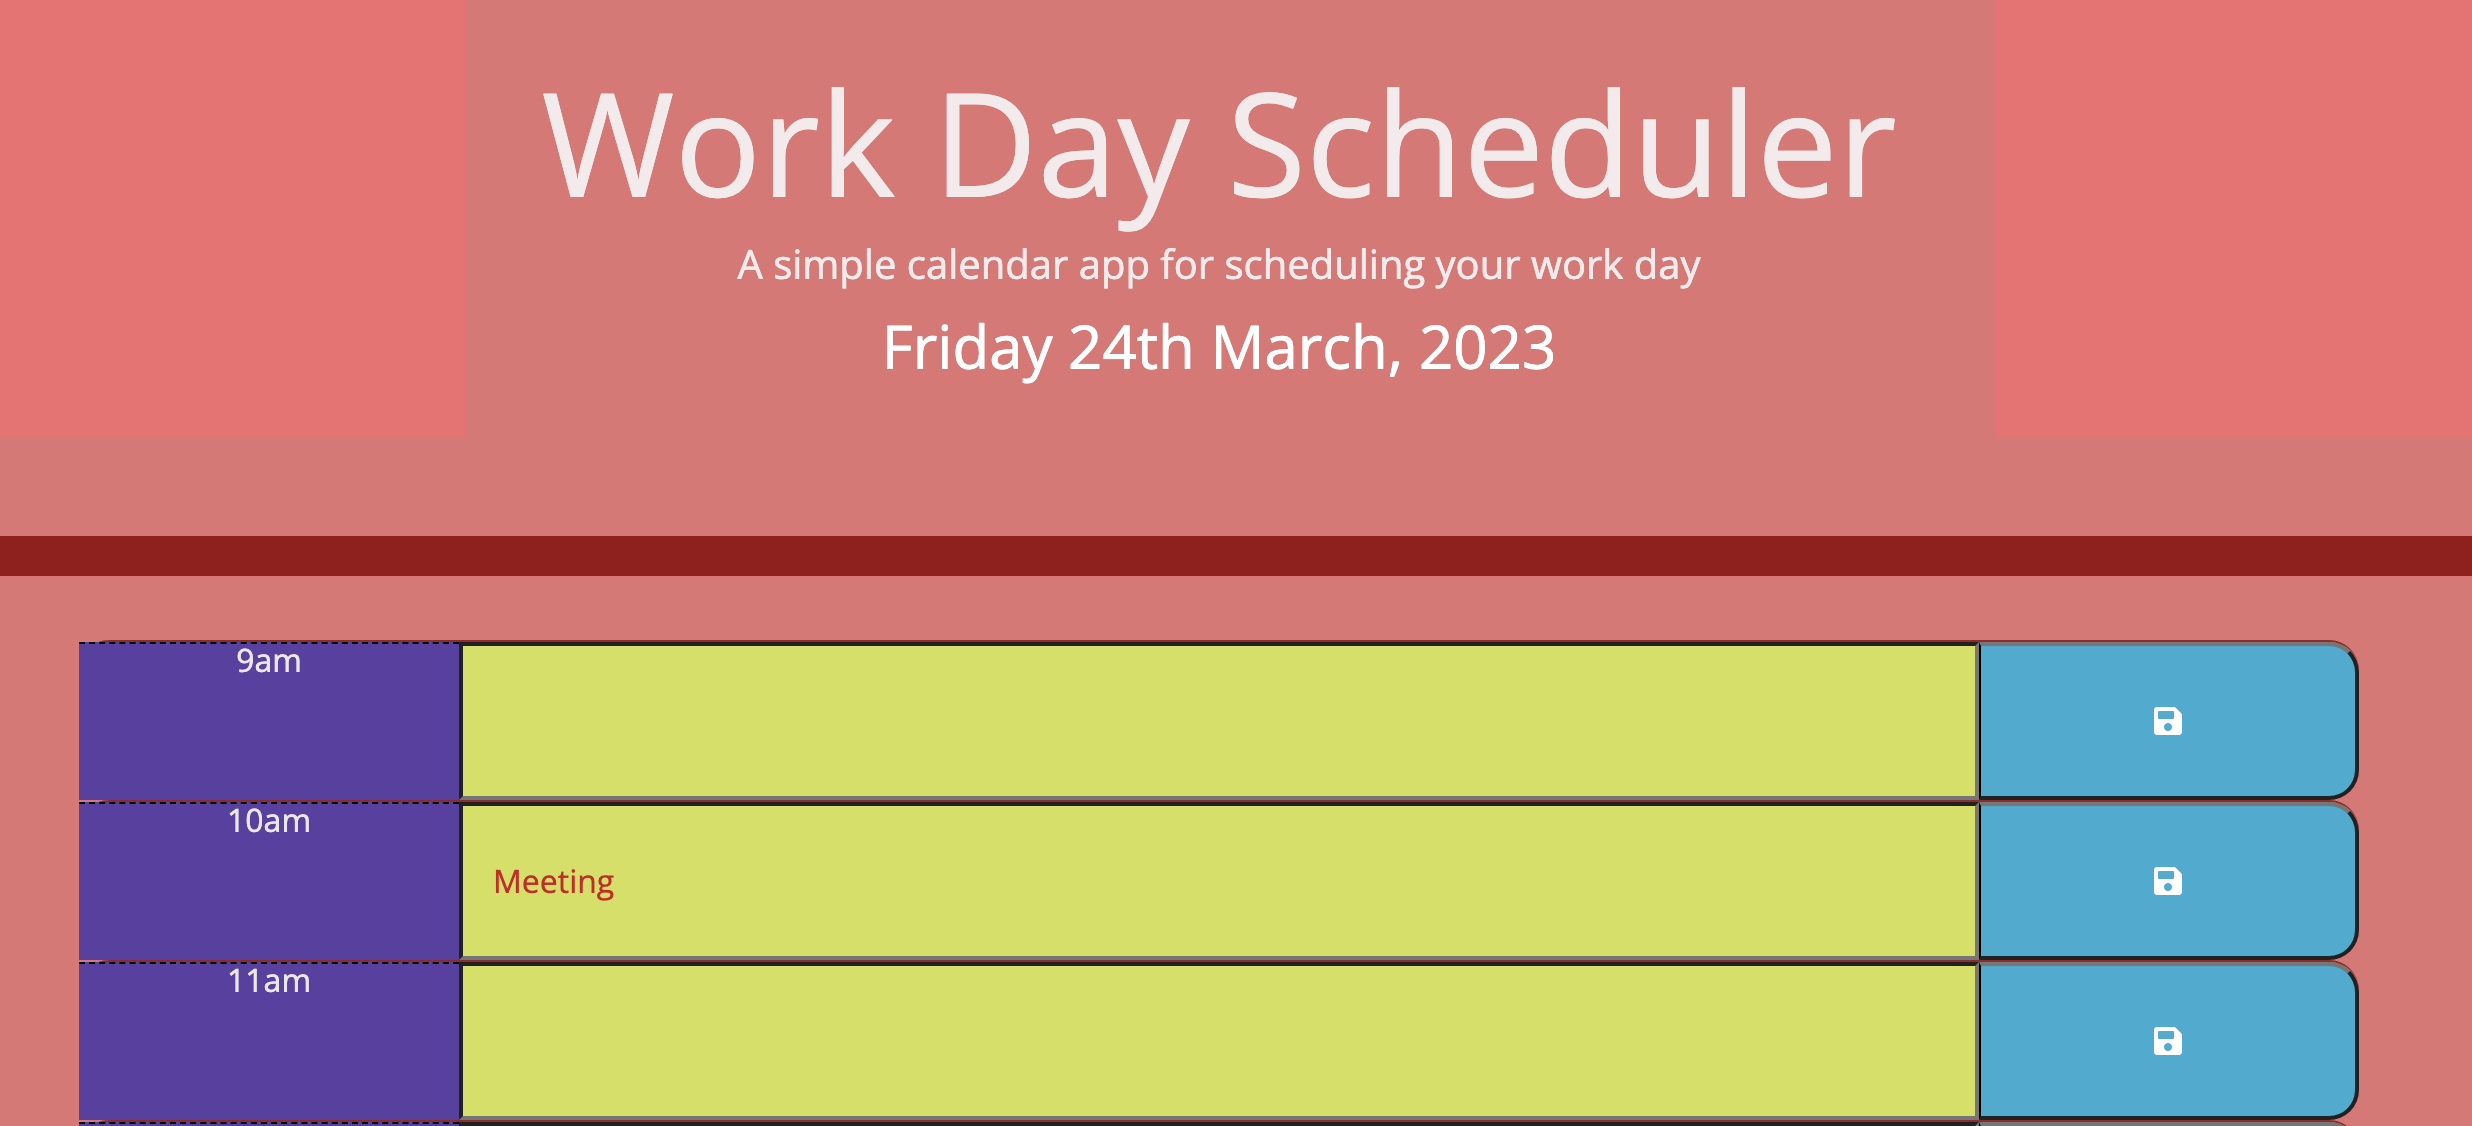 Work Day Scheduler
A simple calendar app for scheduling your work day
Friday 24th March, 2023
9am
10am
Meeting
11am